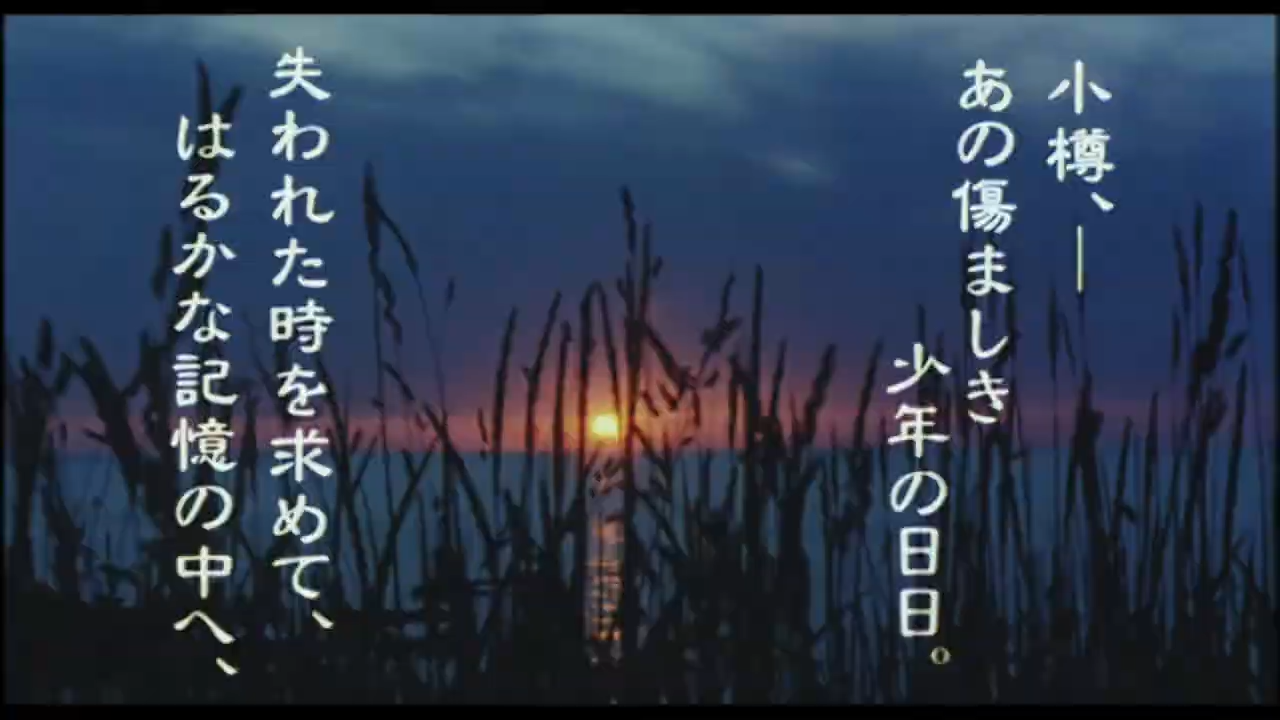 小樽、―
あの傷ましき
少年の日日。
失われた時を求めて、
はるかな記憶の中へ、